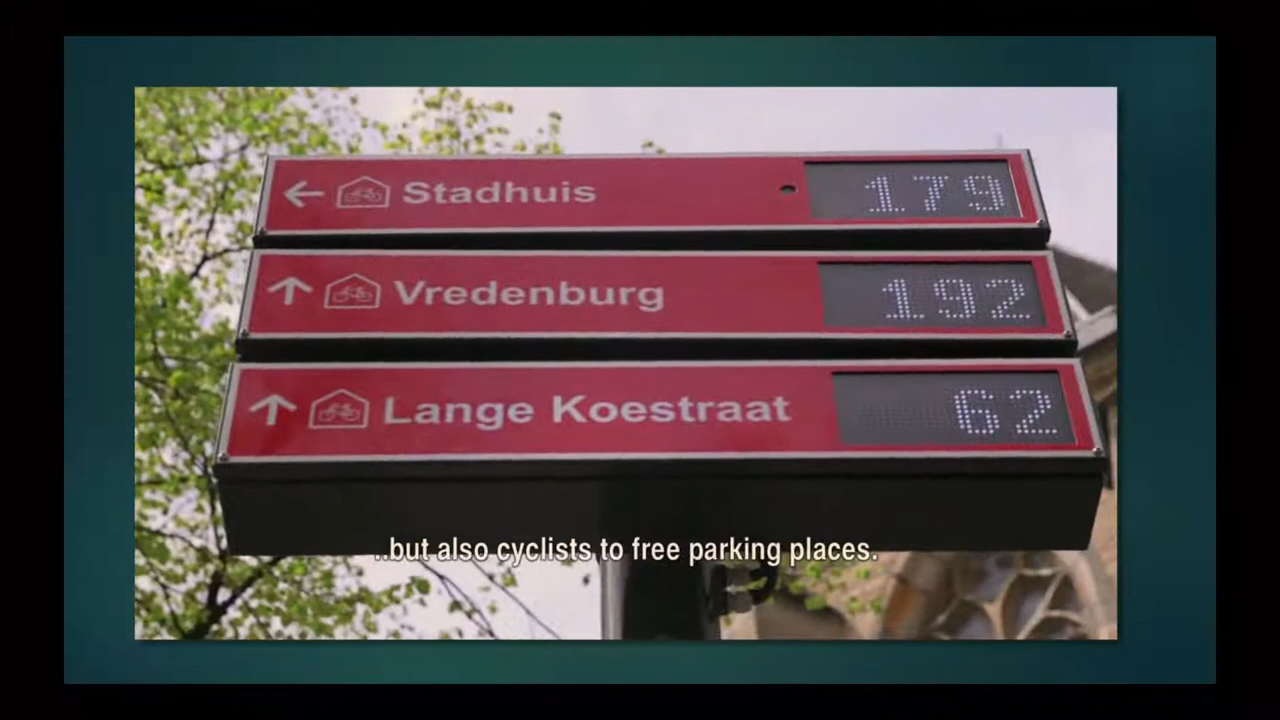 Stadhuis 179
Vredenburg 192
Lange Koestraat 62
..but also cyclists to free parking places.